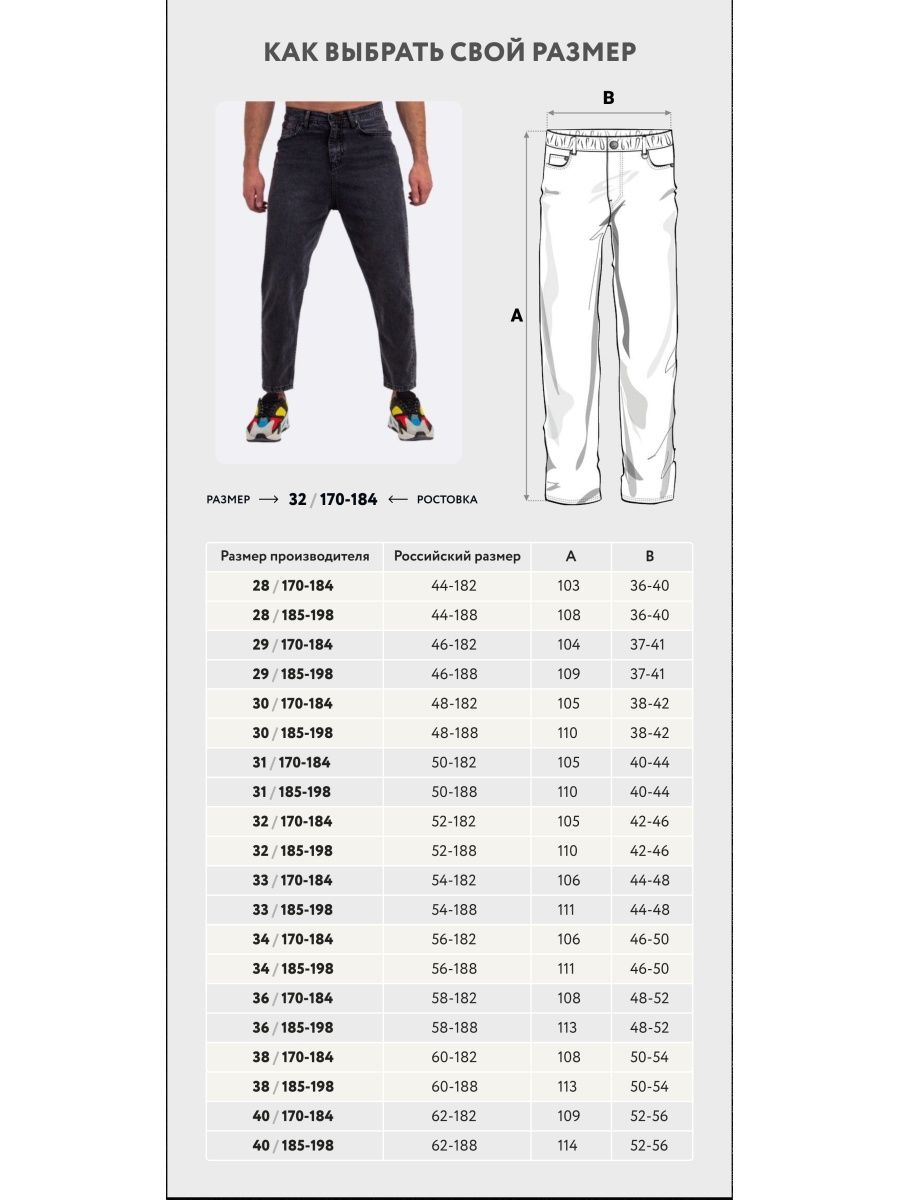 КАК ВЫБРАТЬ СВОЙ РАЗМЕР
B
A
РАЗМЕР → 32 / 170-184 ← РОСТОВКА
Размер производителя Российский размер A B
28 / 170-184 44-182 103 36-40
28 / 185-198 44-188 108 36-40
29 / 170-184 46-182 104 37-41
29 / 185-198 46-188 109 37-41
30 / 170-184 48-182 105 38-42
30 / 185-198 48-188 110 38-42
31 / 170-184 50-182 105 40-44
31 / 185-198 50-188 110 40-44
32 / 170-184 52-182 105 42-46
32 / 185-198 52-188 110 42-46
33 / 170-184 54-182 106 44-48
33 / 185-198 54-188 111 44-48
34 / 170-184 56-182 106 46-50
34 / 185-198 56-188 111 46-50
36 / 170-184 58-182 108 48-52
36 / 185-198 58-188 113 48-52
38 / 170-184 60-182 108 50-54
38 / 185-198 60-188 113 50-54
40 / 170-184 62-182 109 52-56
40 / 185-198 62-188 114 52-56